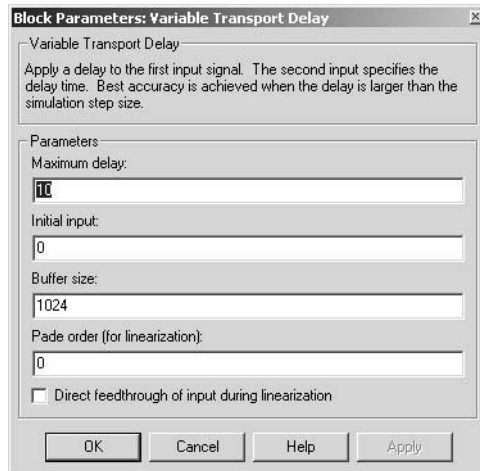 Block Parameters: Variable Transport Delay
Variable Transport Delay
Apply a delay to the first input signal. The second input specifies the
delay time. Best accuracy is achieved when the delay is larger than the
simulation step size.
Parameters
Maximum delay:
10
Initial input:
0
Buffer size:
1024
Pade order (for linearization):
0
Direct feedthrough of input during linearization
OK Cancel Help Apply